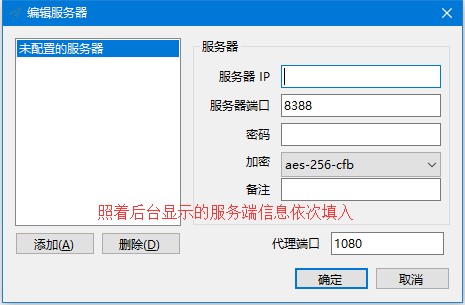 编辑服务器
未配置的服务器
服务器
服务器 IP
服务器端口 8388
密码
加密 aes-256-cfb
备注
照着后台显示的服务端信息依次填入
添加(A) 删除(D) 代理端口 1080
确定 取消